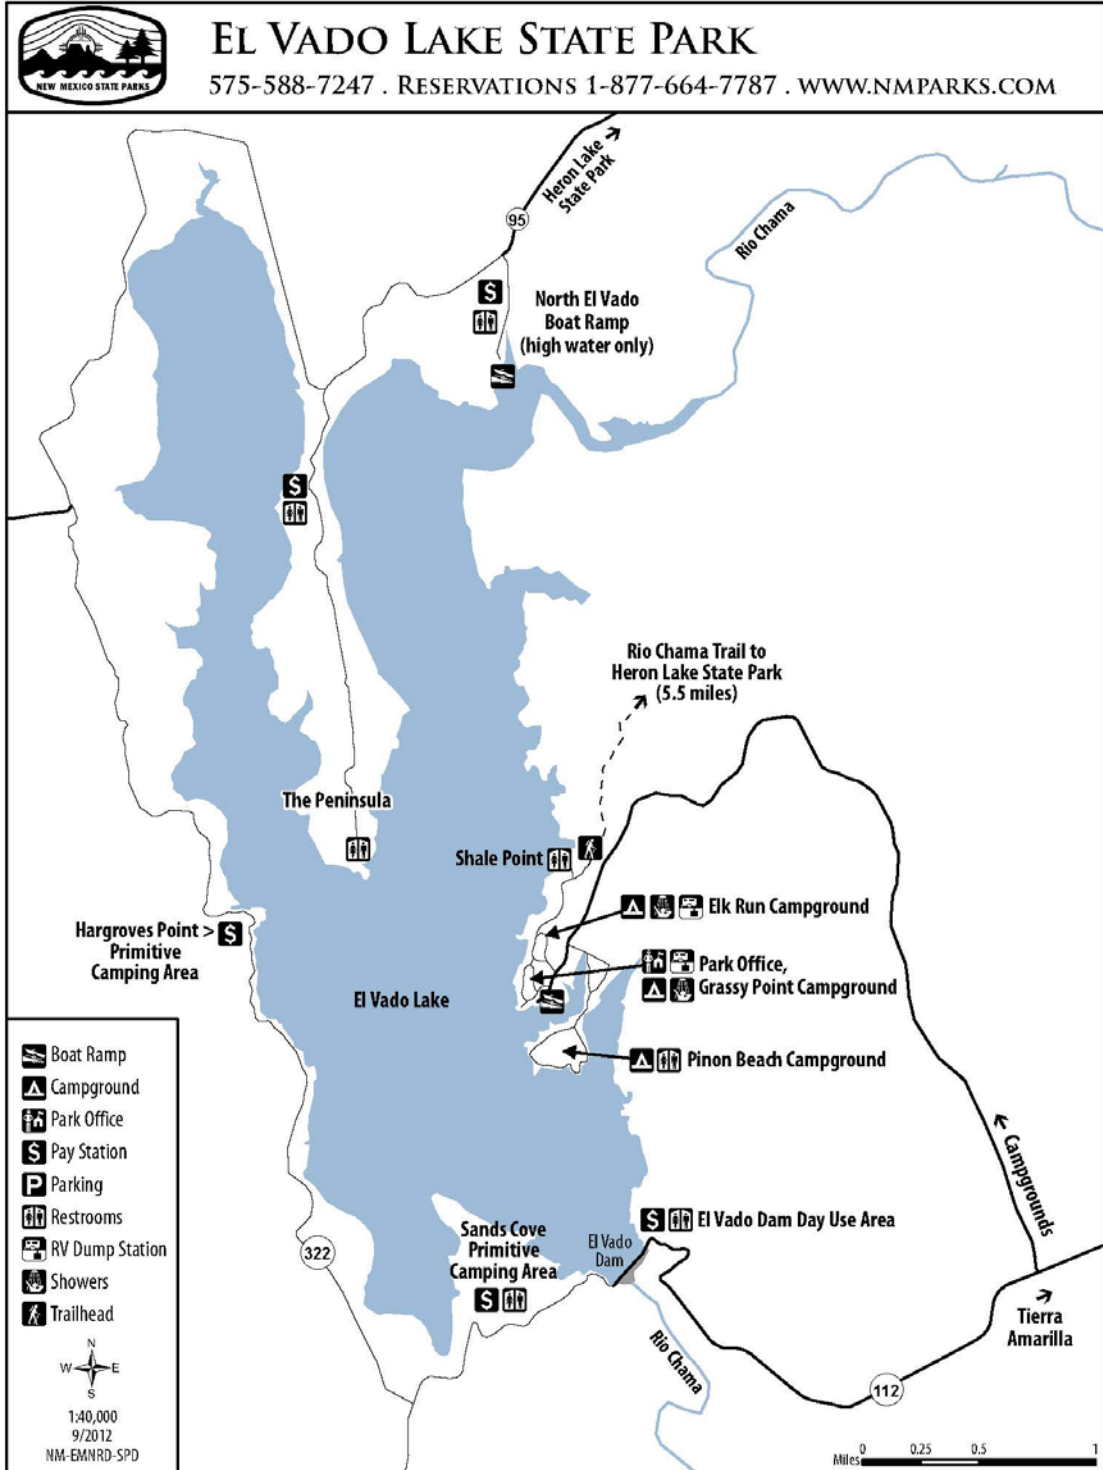 NEW MEXICO STATE PARKS
EL VADO LAKE STATE PARK
575-588-7247 . RESERVATIONS 1-877-664-7787 . WWW.NMPARKS.COM
Heron Lake
State Park
95
Rio Chama
$
North El Vado
Boat Ramp
(high water only)
$
Rio Chama Trail to
Heron Lake State Park
(5.5 miles)
The Peninsula
Shale Point
Elk Run Campground
Hargroves Point > $
Primitive
Camping Area
Park Office,
Grassy Point Campground
El Vado Lake
Pinon Beach Campground
Campgrounds
$ El Vado Dam Day Use Area
Sands Cove
Primitive
Camping Area
$
El Vado
Dam
322
Rio Chama
Tierra
Amarilla
112
Boat Ramp
Campground
Park Office
$ Pay Station
P Parking
Restrooms
RV Dump Station
Showers
Trailhead
N
W E
S
1:40,000
9/2012
NM-EMNRD-SPD
0 0.25 0.5 1
Miles